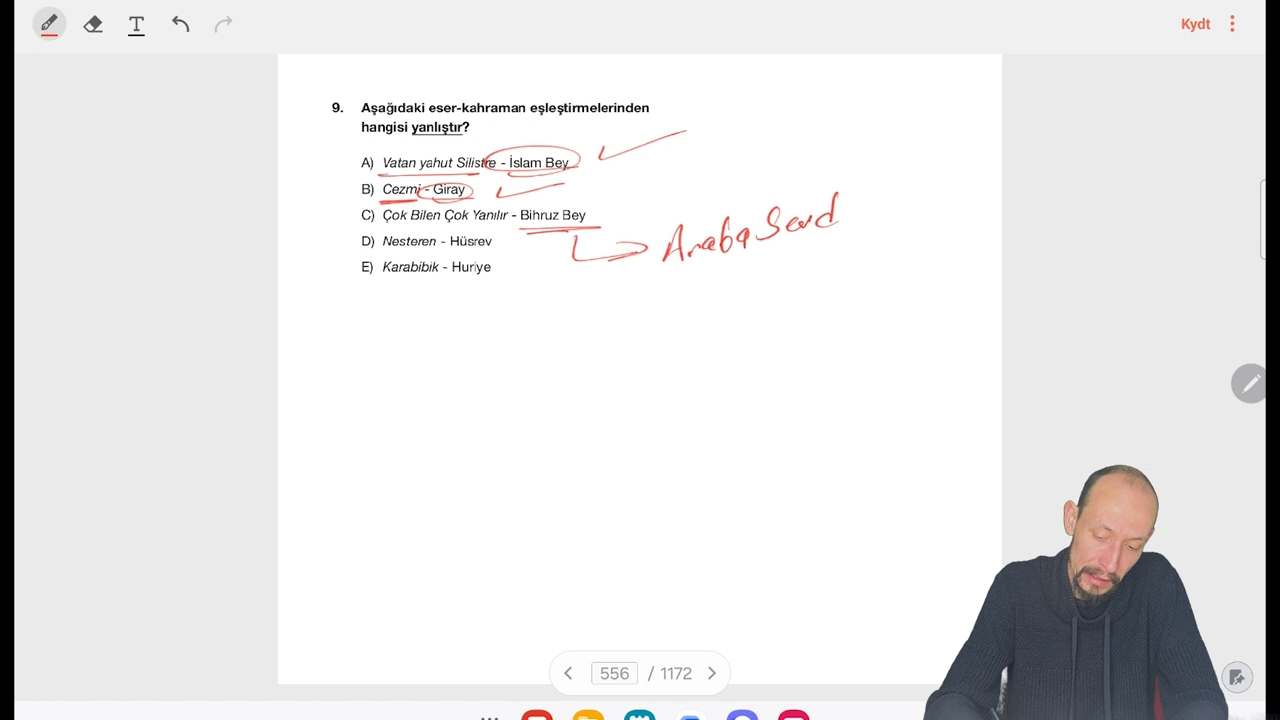 T
Kydt
9. Aşağıdaki eser-kahraman eşleştirmelerinden
hangisi yanlıştır?
A) Vatan yahut Silistre - İslam Bey
B) Cezmi - Giray
C) Çok Bilen Çok Yanılır - Bihruz Bey
Araba Sevd
D) Nesteren - Hüsrev
E) Karabibik - Huriye
556 / 1172